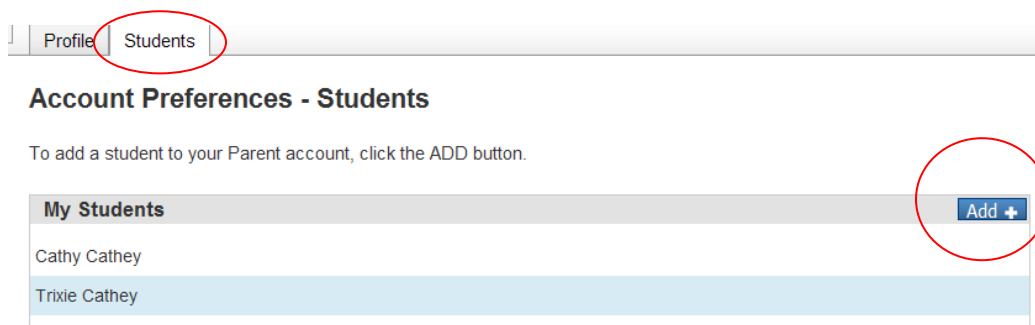 Profile Students
Account Preferences - Students
To add a student to your Parent account, click the ADD button.
My Students Add +
Cathy Cathey
Trixie Cathey